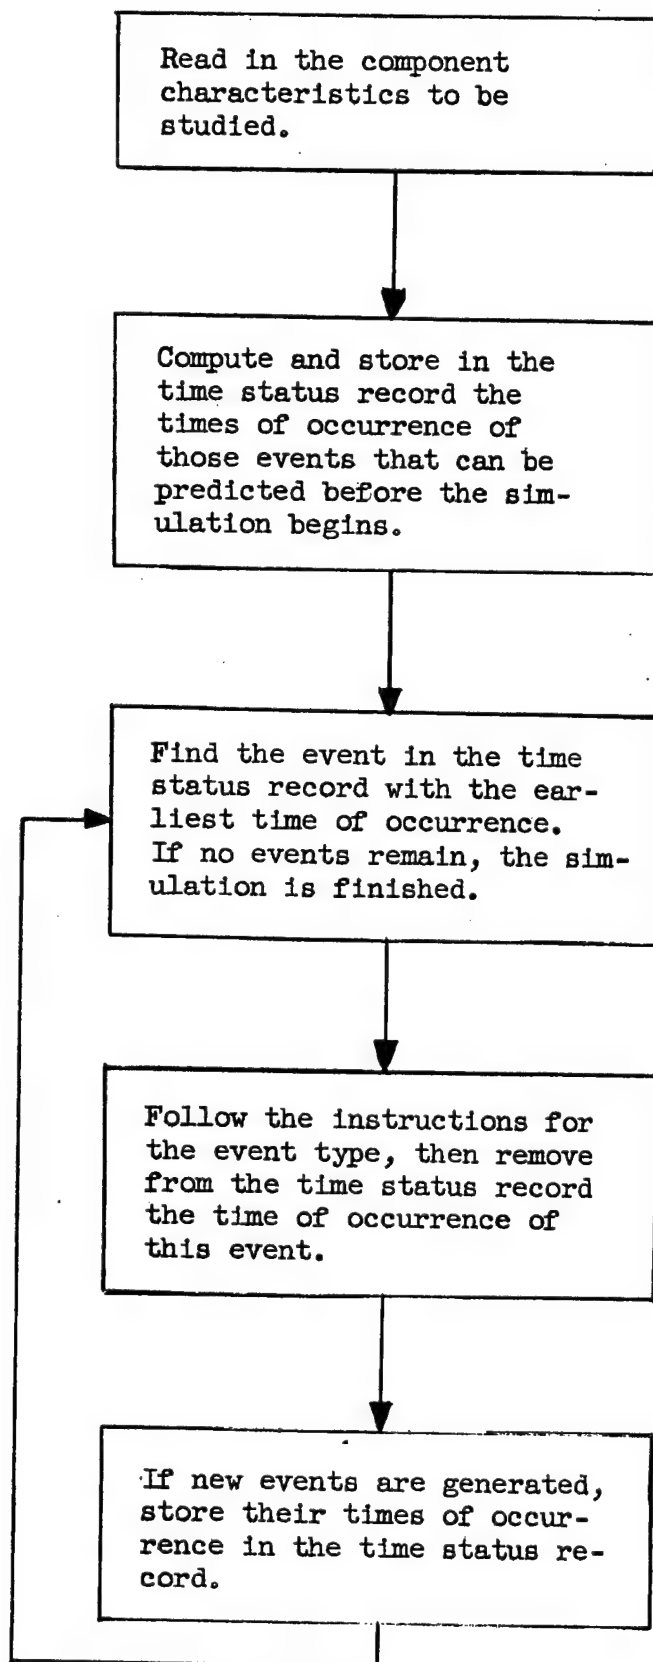 Read in the component
characteristics to be
studied.
Compute and store in the
time status record the
times of occurrence of
those events that can be
predicted before the sim-
ulation begins.
Find the event in the time
status record with the ear-
liest time of occurrence.
If no events remain, the sim-
ulation is finished.
Follow the instructions for
the event type, then remove
from the time status record
the time of occurrence of
this event.
If new events are generated,
store their times of occur-
rence in the time status re-
cord.